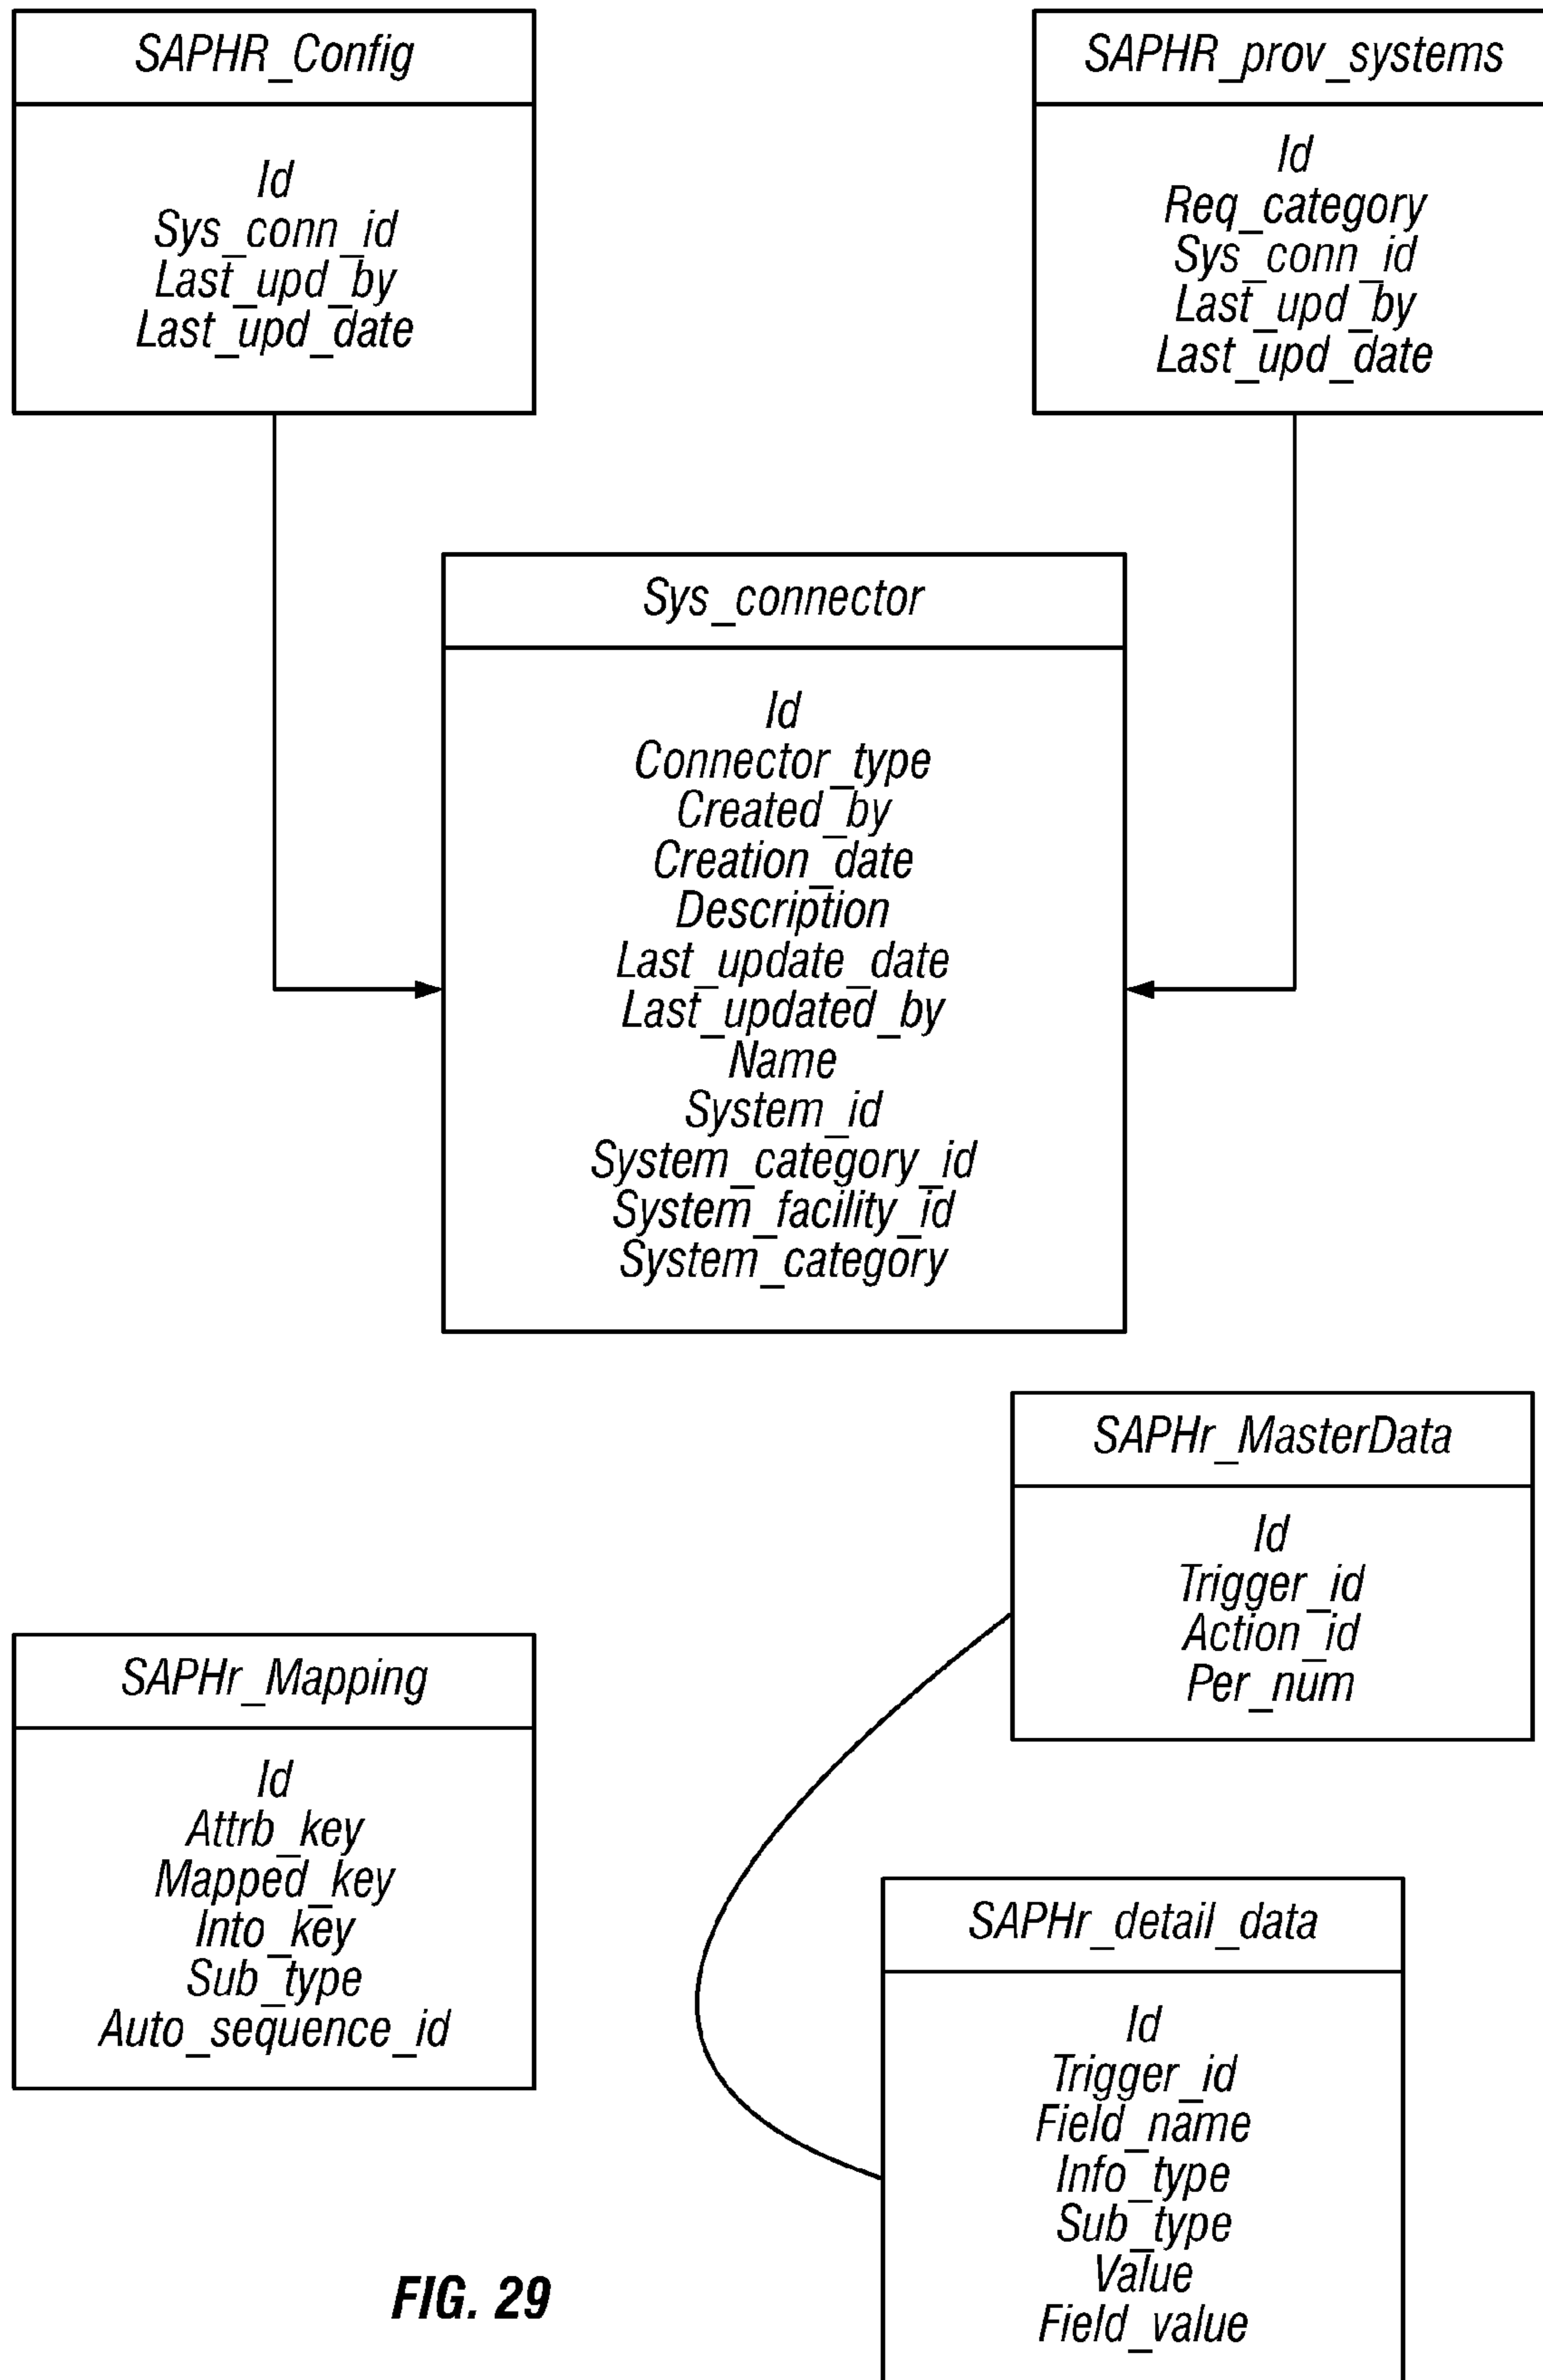 SAPHR_Config
Id
Sys_conn_id
Last_upd_by
Last_upd_date
SAPHR_prov_systems
Id
Req_category
Sys_conn_id
Last_upd_by
Last_upd_date
Sys_connector
Id
Connector_type
Created_by
Creation_date
Description
Last_update_date
Last_updated_by
Name
System_id
System_category_id
System_facility_id
System_category
SAPHr_MasterData
Id
Trigger_id
Action_id
Per_num
SAPHr_Mapping
Id
Attrb_key
Mapped_key
Into_key
Sub_type
Auto_sequence_id
SAPHr_detail_data
Id
Trigger_id
Field_name
Info_type
Sub_type
Value
Field_value
FIG. 29